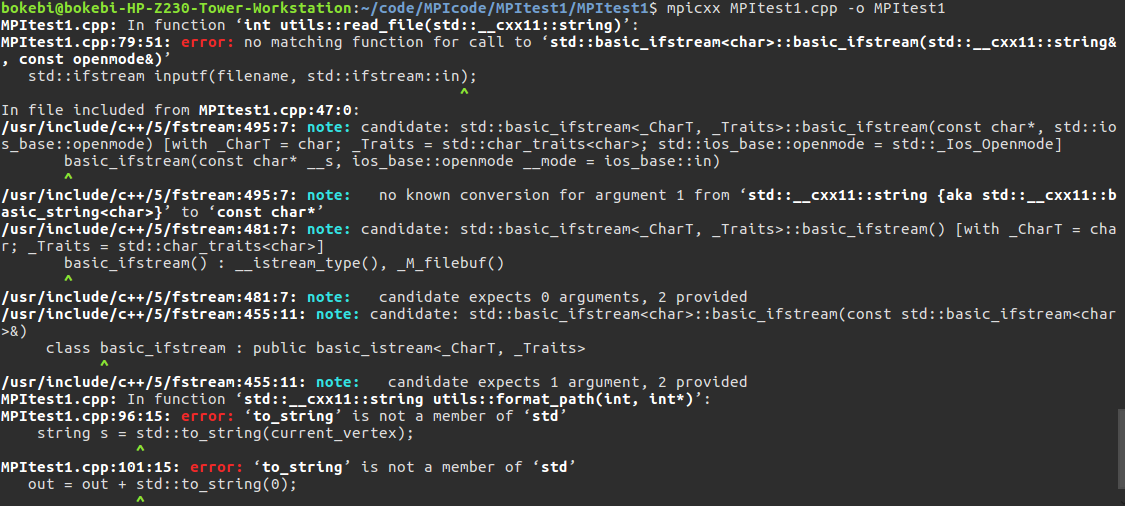 bokebi@bokebi-HP-Z230-Tower-Workstation:~/code/MPIcode/MPItest1/MPItest1$ mpicxx MPItest1.cpp -o MPItest1
MPItest1.cpp: In function ‘int utils::read_file(std::__cxx11::string)’:
MPItest1.cpp:79:51: error: no matching function for call to ‘std::basic_ifstream<char>::basic_ifstream(std::__cxx11::string&
, const openmode&)’
   std::ifstream inputf(filename, std::ifstream::in);
                                                   ^
In file included from MPItest1.cpp:47:0:
/usr/include/c++/5/fstream:495:7: note: candidate: std::basic_ifstream<_CharT, _Traits>::basic_ifstream(const char*, std::io
s_base::openmode) [with _CharT = char; _Traits = std::char_traits<char>; std::ios_base::openmode = std::_Ios_Openmode]
       basic_ifstream(const char* __s, ios_base::openmode __mode = ios_base::in)
       ^
/usr/include/c++/5/fstream:495:7: note:   no known conversion for argument 1 from ‘std::__cxx11::string {aka std::__cxx11::b
asic_string<char>}’ to ‘const char*’
/usr/include/c++/5/fstream:481:7: note: candidate: std::basic_ifstream<_CharT, _Traits>::basic_ifstream() [with _CharT = cha
r; _Traits = std::char_traits<char>]
       basic_ifstream() : __istream_type(), _M_filebuf()
       ^
/usr/include/c++/5/fstream:481:7: note:   candidate expects 0 arguments, 2 provided
/usr/include/c++/5/fstream:455:11: note: candidate: std::basic_ifstream<char>::basic_ifstream(const std::basic_ifstream<char
>&)
     class basic_ifstream : public basic_istream<_CharT, _Traits>
           ^
/usr/include/c++/5/fstream:455:11: note:   candidate expects 1 argument, 2 provided
MPItest1.cpp: In function ‘std::__cxx11::string utils::format_path(int, int*)’:
MPItest1.cpp:96:15: error: ‘to_string’ is not a member of ‘std’
    string s = std::to_string(current_vertex);
               ^
MPItest1.cpp:101:15: error: ‘to_string’ is not a member of ‘std’
   out = out + std::to_string(0);
               ^